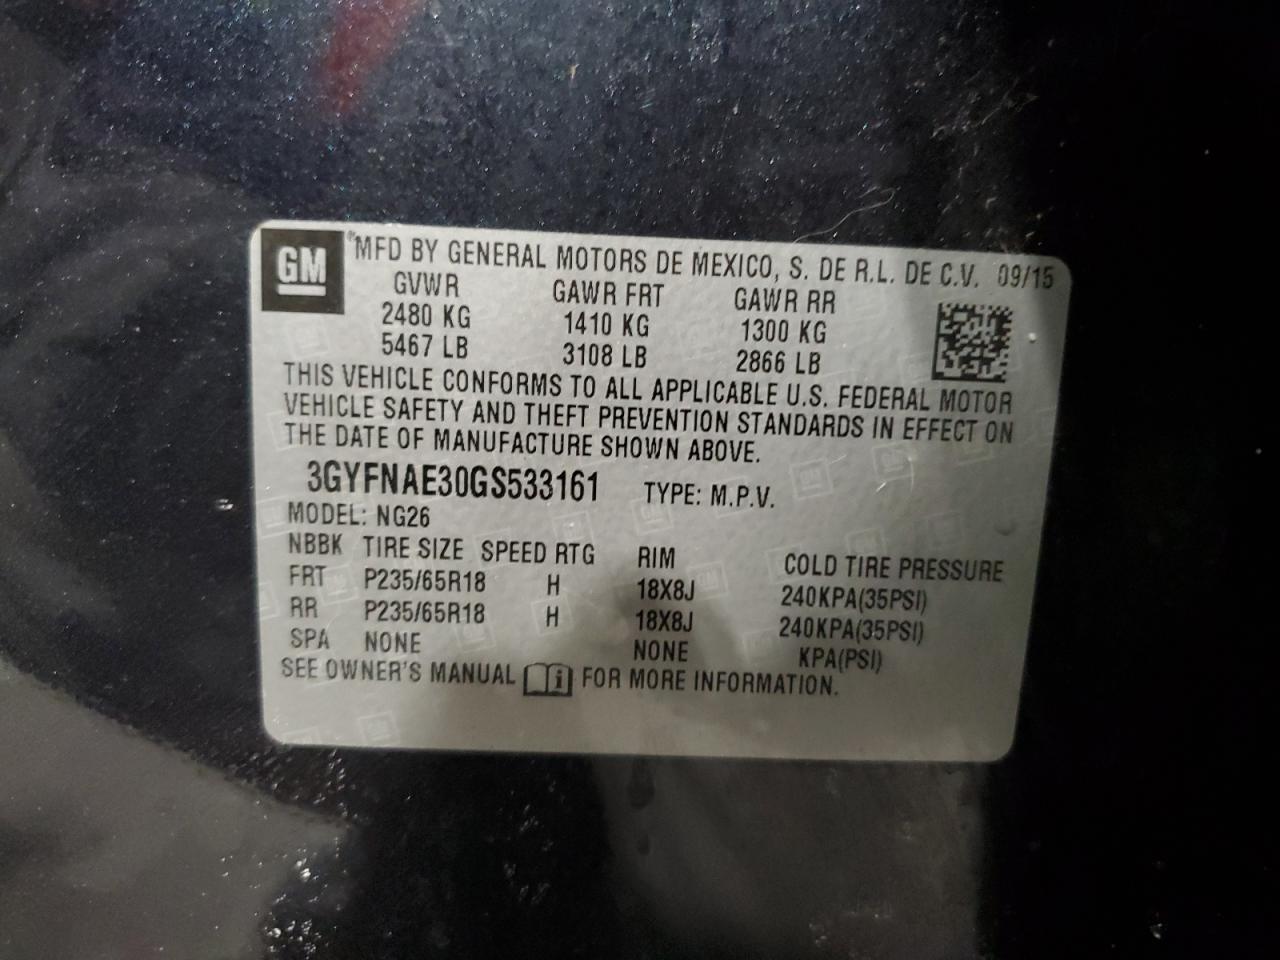 GM
®MFD BY GENERAL MOTORS DE MEXICO, S. DE R.L. DE C.V. 09/15
GVWR GAWR FRT GAWR RR
2480 KG 1410 KG 1300 KG
5467 LB 3108 LB 2866 LB
THIS VEHICLE CONFORMS TO ALL APPLICABLE U.S. FEDERAL MOTOR
VEHICLE SAFETY AND THEFT PREVENTION STANDARDS IN EFFECT ON
THE DATE OF MANUFACTURE SHOWN ABOVE.
3GYFNAE30GS533161 TYPE: M.P.V.
MODEL: NG26
NBBK TIRE SIZE SPEED RTG RIM COLD TIRE PRESSURE
FRT P235/65R18 H 18X8J 240KPA(35PSI)
RR P235/65R18 H 18X8J 240KPA(35PSI)
SPA NONE NONE KPA(PSI)
SEE OWNER'S MANUAL i FOR MORE INFORMATION.